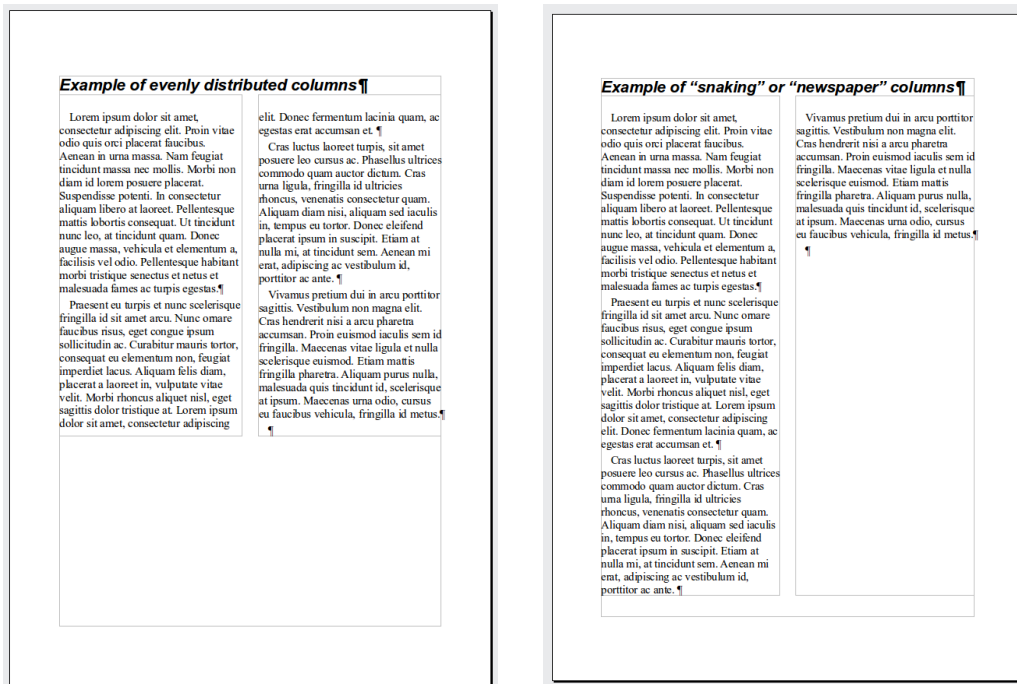 Example of evenly distributed columns¶
Lorem ipsum dolor sit amet,
consectetur adipiscing elit. Proin vitae
odio quis orci placerat faucibus.
Aenean in urna massa. Nam feugiat
tincidunt massa nec mollis. Morbi non
diam id lorem posuere placerat.
Suspendisse potenti. In consectetur
aliquam libero at laoreet. Pellentesque
mattis lobortis consequat. Ut tincidunt
nunc leo, at tincidunt quam. Donec
augue massa, vehicula et elementum a,
facilisis vel odio. Pellentesque habitant
morbi tristique senectus et netus et
malesuada fames ac turpis egestas.¶
Praesent eu turpis et nunc scelerisque
fringilla id sit amet arcu. Nunc ornare
faucibus risus, eget congue ipsum
sollicitudin ac. Curabitur mauris tortor,
consequat eu elementum non, feugiat
imperdiet lacus. Aliquam felis diam,
placerat a laoreet in, vulputate vitae
velit. Morbi rhoncus aliquet nisl, eget
sagittis dolor tristique at. Lorem ipsum
dolor sit amet, consectetur adipiscing
elit. Donec fermentum lacinia quam, ac
egestas erat accumsan et. ¶
Cras luctus laoreet turpis, sit amet
posuere leo cursus ac. Phasellus ultrices
commodo quam auctor dictum. Cras
urna ligula, fringilla id ultricies
rhoncus, venenatis consectetur quam.
Aliquam diam nisi, aliquam sed iaculis
in, tempus eu tortor. Donec eleifend
placerat ipsum in suscipit. Etiam at
nulla mi, at tincidunt sem. Aenean mi
erat, adipiscing ac vestibulum id,
porttitor ac ante. ¶
Vivamus pretium dui in arcu porttitor
sagittis. Vestibulum non magna elit.
Cras hendrerit nisi a arcu pharetra
accumsan. Proin euismod iaculis sem id
fringilla. Maecenas vitae ligula et nulla
scelerisque euismod. Etiam mattis
fringilla pharetra. Aliquam purus nulla,
malesuada quis tincidunt id, scelerisque
at ipsum. Maecenas urna odio, cursus
eu faucibus vehicula, fringilla id metus.¶
¶
Example of “snaking” or “newspaper” columns¶
Lorem ipsum dolor sit amet,
consectetur adipiscing elit. Proin vitae
odio quis orci placerat faucibus.
Aenean in urna massa. Nam feugiat
tincidunt massa nec mollis. Morbi non
diam id lorem posuere placerat.
Suspendisse potenti. In consectetur
aliquam libero at laoreet. Pellentesque
mattis lobortis consequat. Ut tincidunt
nunc leo, at tincidunt quam. Donec
augue massa, vehicula et elementum a,
facilisis vel odio. Pellentesque habitant
morbi tristique senectus et netus et
malesuada fames ac turpis egestas.¶
Praesent eu turpis et nunc scelerisque
fringilla id sit amet arcu. Nunc ornare
faucibus risus, eget congue ipsum
sollicitudin ac. Curabitur mauris tortor,
consequat eu elementum non, feugiat
imperdiet lacus. Aliquam felis diam,
placerat a laoreet in, vulputate vitae
velit. Morbi rhoncus aliquet nisl, eget
sagittis dolor tristique at. Lorem ipsum
dolor sit amet, consectetur adipiscing
elit. Donec fermentum lacinia quam, ac
egestas erat accumsan et. ¶
Cras luctus laoreet turpis, sit amet
posuere leo cursus ac. Phasellus ultrices
commodo quam auctor dictum. Cras
urna ligula, fringilla id ultricies
rhoncus, venenatis consectetur quam.
Aliquam diam nisi, aliquam sed iaculis
in, tempus eu tortor. Donec eleifend
placerat ipsum in suscipit. Etiam at
nulla mi, at tincidunt sem. Aenean mi
erat, adipiscing ac vestibulum id,
porttitor ac ante. ¶
Vivamus pretium dui in arcu porttitor
sagittis. Vestibulum non magna elit.
Cras hendrerit nisi a arcu pharetra
accumsan. Proin euismod iaculis sem id
fringilla. Maecenas vitae ligula et nulla
scelerisque euismod. Etiam mattis
fringilla pharetra. Aliquam purus nulla,
malesuada quis tincidunt id, scelerisque
at ipsum. Maecenas urna odio, cursus
eu faucibus vehicula, fringilla id metus.¶
¶